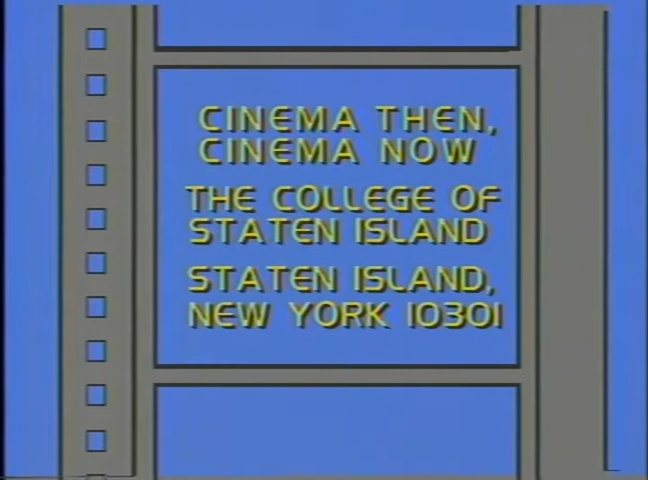 CINEMA THEN,
CINEMA NOW
THE COLLEGE OF
STATEN ISLAND
STATEN ISLAND,
NEW YORK 10301